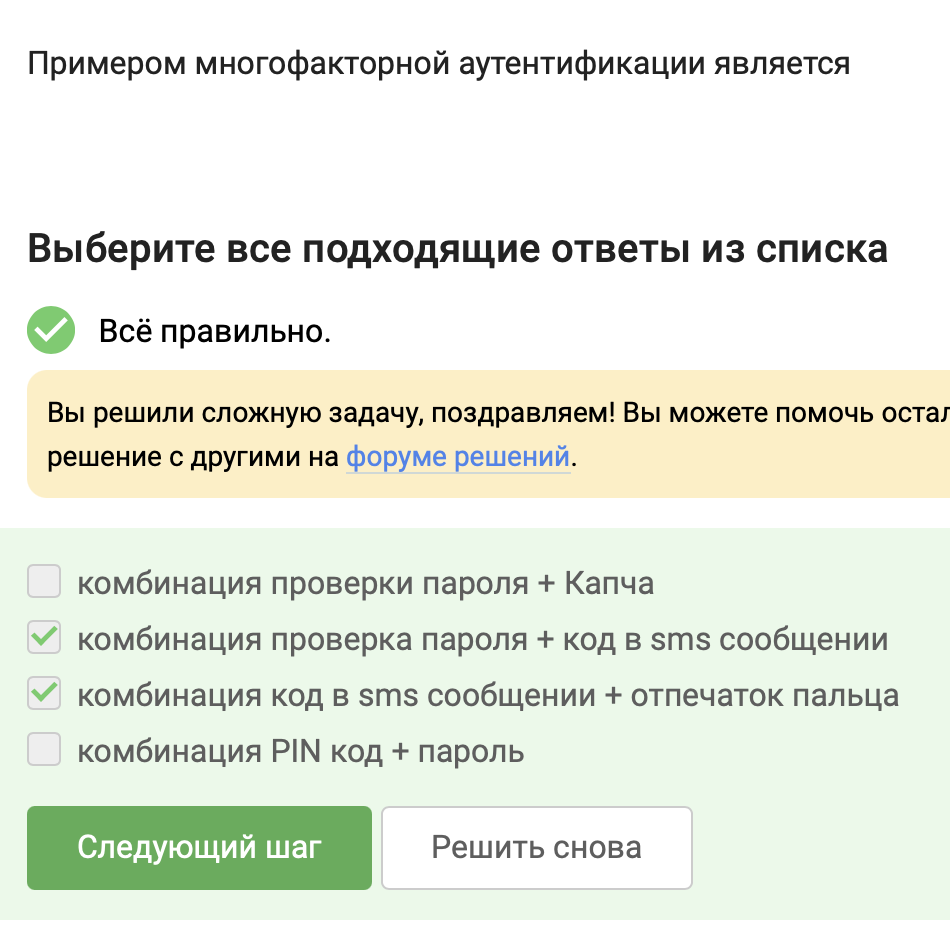 Примером многофакторной аутентификации является
Выберите все подходящие ответы из списка
Всё правильно.
Вы решили сложную задачу, поздравляем! Вы можете помочь
решение с другими на форуме решений.
комбинация проверки пароля + Капча
комбинация проверка пароля + код в sms сообщении
комбинация код в sms сообщении + отпечаток пальца
комбинация PIN код + пароль
Следующий шаг
Решить снова